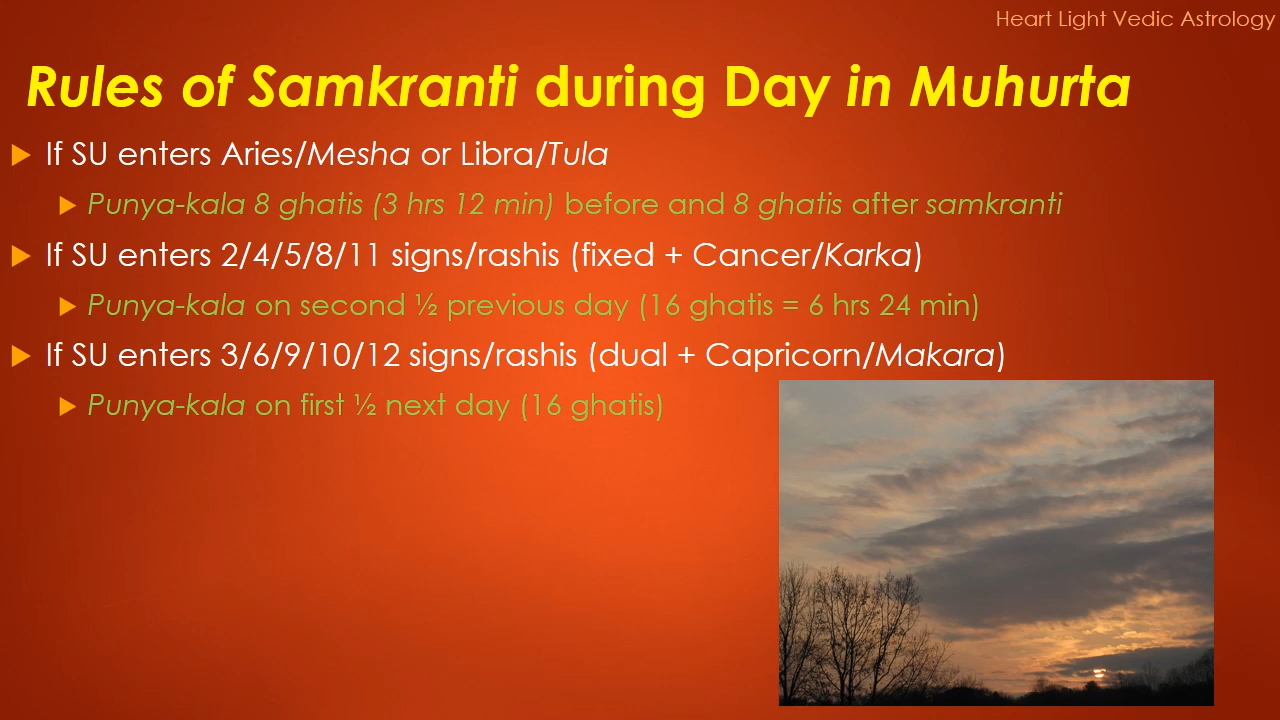 Heart Light Vedic Astrology
Rules of Samkranti during Day in Muhurta
If SU enters Aries/Mesha or Libra/Tula
Punya-kala 8 ghatis (3 hrs 12 min) before and 8 ghatis after samkranti
If SU enters 2/4/5/8/11 signs/rashis (fixed + Cancer/Karka)
Punya-kala on second ½ previous day (16 ghatis = 6 hrs 24 min)
If SU enters 3/6/9/10/12 signs/rashis (dual + Capricorn/Makara)
Punya-kala on first ½ next day (16 ghatis)